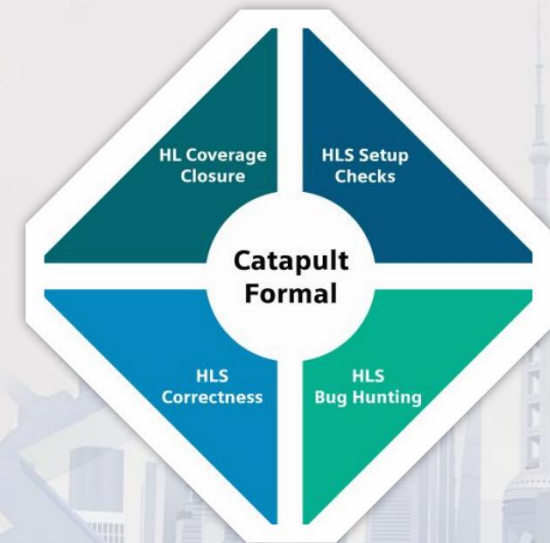 HL Coverage
Closure
HLS Setup
Checks
Catapult
Formal
HLS
Correctness
HLS
Bug Hunting